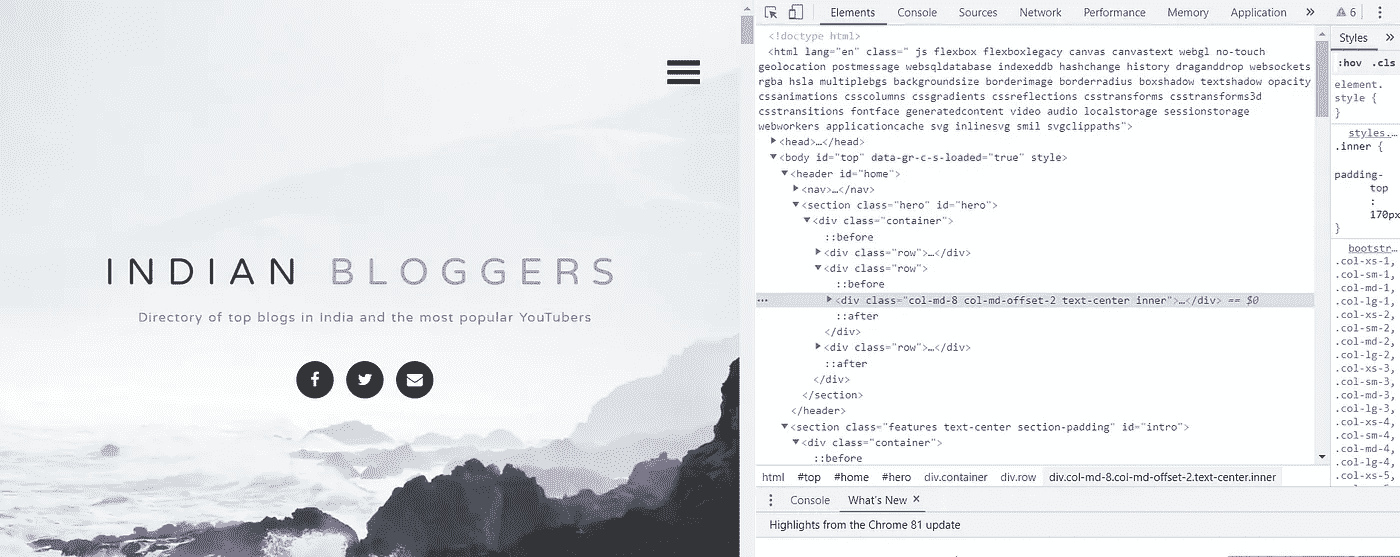 INDIAN BLOGGERS
Directory of top blogs in India and the most popular YouTubers
Elements Console Sources Network Performance Memory Application » 6
<!doctype html>
<html lang="en" class=" js flexbox flexboxlegacy canvas canvastext webgl no-touch
geolocation postmessage websqldatabase indexeddb hashchange history draganddrop websockets
rgba hsla multiplebgs backgroundsize borderimage borderradius boxshadow textshadow opacity
cssanimations csscolumns cssgradients cssreflections csstransforms csstransforms3d
csstransitions fontface generatedcontent video audio localstorage sessionstorage
webworkers applicationcache svg inlinesvg smil svgclippaths">
<head>…</head>
<body id="top" data-gr-c-s-loaded="true" style>
<header id="home">
<nav>…</nav>
<section class="hero" id="hero">
<div class="container">
::before
<div class="row">…</div>
<div class="row">
::before
<div class="col-md-8 col-md-offset-2 text-center inner">…</div> == $0
::after
</div>
<div class="row">…</div>
::after
</div>
</section>
</header>
<section class="features text-center section-padding" id="intro">
<div class="container">
::before
html #top #home #hero div.container div.row div.col-md-8.col-md-offset-2.text-center.inner
Styles »
:hov .cls
element.
style {
}
styles.…
.inner {
padding-
top
:
170px
}
bootstr…
.col-xs-1,
.col-sm-1,
.col-md-1,
.col-lg-1,
.col-xs-2,
.col-sm-2,
.col-md-2,
.col-lg-2,
.col-xs-3,
.col-sm-3,
.col-md-3,
.col-lg-3,
.col-xs-4,
.col-sm-4,
.col-md-4,
.col-lg-4,
.col-xs-5,
Console What's New ×
Highlights from the Chrome 81 update